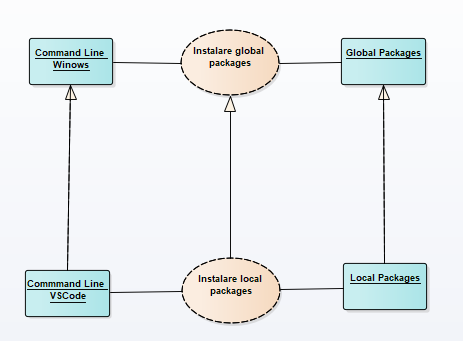 Command Line
Winows
Instalare global
packages
Global Packages
Commmand Line
VSCode
Instalare local
packages
Local Packages